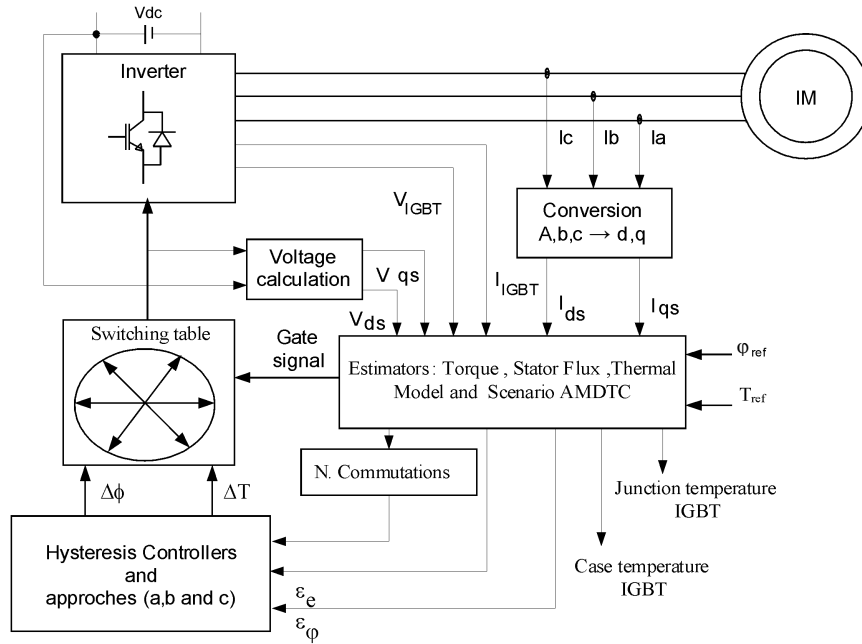 Vdc
Inverter
IM
Ic
Ib
Ia
VIGBT
Conversion
A,b,c → d,q
Voltage
calculation
V qs
Vds
IIGBT
Ids
Iqs
Switching table
Gate
signal
Estimators: Torque , Stator Flux ,Thermal
Model and Scenario AMDTC
φref
Tref
N. Commutations
Junction temperature
IGBT
Δϕ
ΔT
Hysteresis Controllers
and
approches (a,b and c)
Case temperature
IGBT
εe
εφ